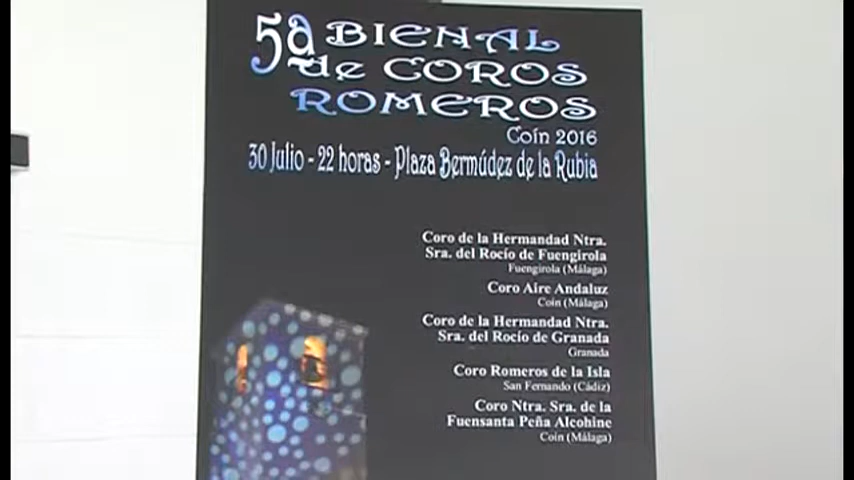 5ª BIENAL
de COROS
ROMEROS
Coín 2016
30 Julio - 22 horas - Plaza Bermúdez de la Rubia
Coro de la Hermandad Ntra.
Sra. del Rocío de Fuengirola
Fuengirola (Málaga)
Coro Aire Andaluz
Coín (Málaga)
Coro de la Hermandad Ntra.
Sra. del Rocío de Granada
Granada
Coro Romeros de la Isla
San Fernando (Cádiz)
Coro Ntra. Sra. de la
Fuensanta Peña Alcohine
Coín (Málaga)